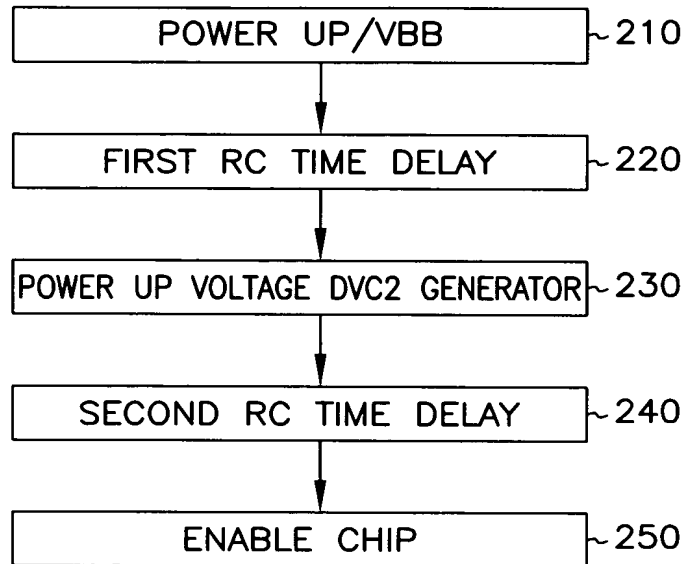 POWER UP/VBB ~210
FIRST RC TIME DELAY ~220
POWER UP VOLTAGE DVC2 GENERATOR ~230
SECOND RC TIME DELAY ~240
ENABLE CHIP ~250